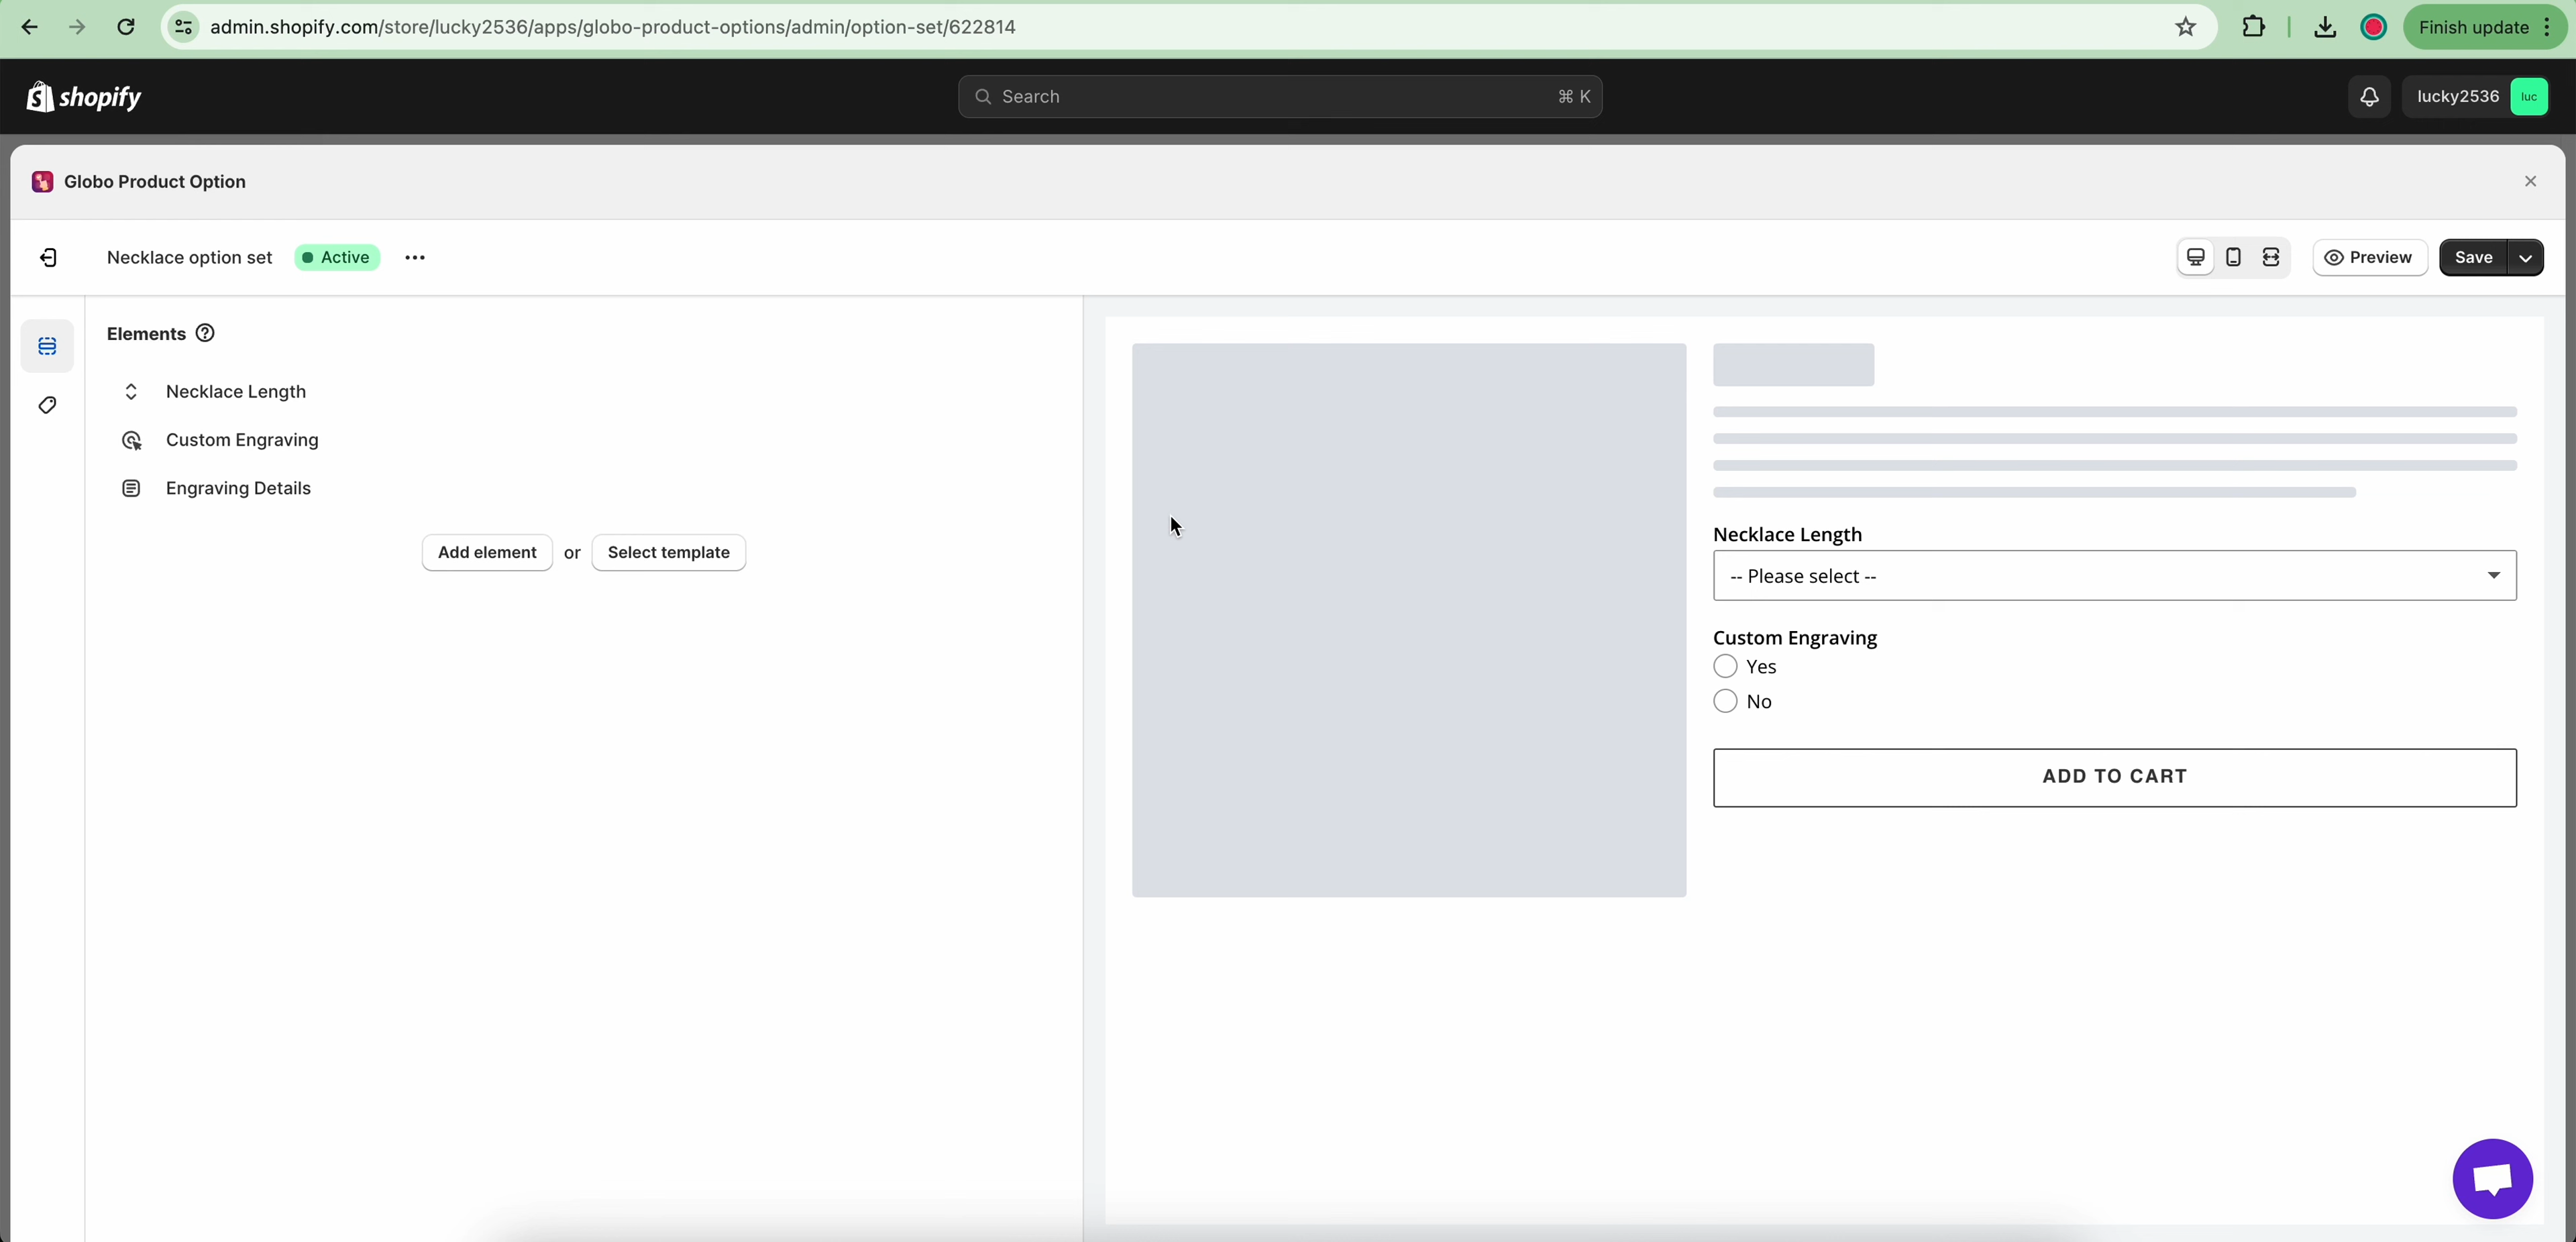 admin.shopify.com/store/lucky2536/apps/globo-product-options/admin/option-set/622814
Finish update
shopify
Search
⌘ K
lucky2536
luc
Globo Product Option
Necklace option set
Active
Preview
Save
Elements
Necklace Length
Custom Engraving
Engraving Details
Add element or Select template
Necklace Length
-- Please select --
Custom Engraving
Yes
No
ADD TO CART